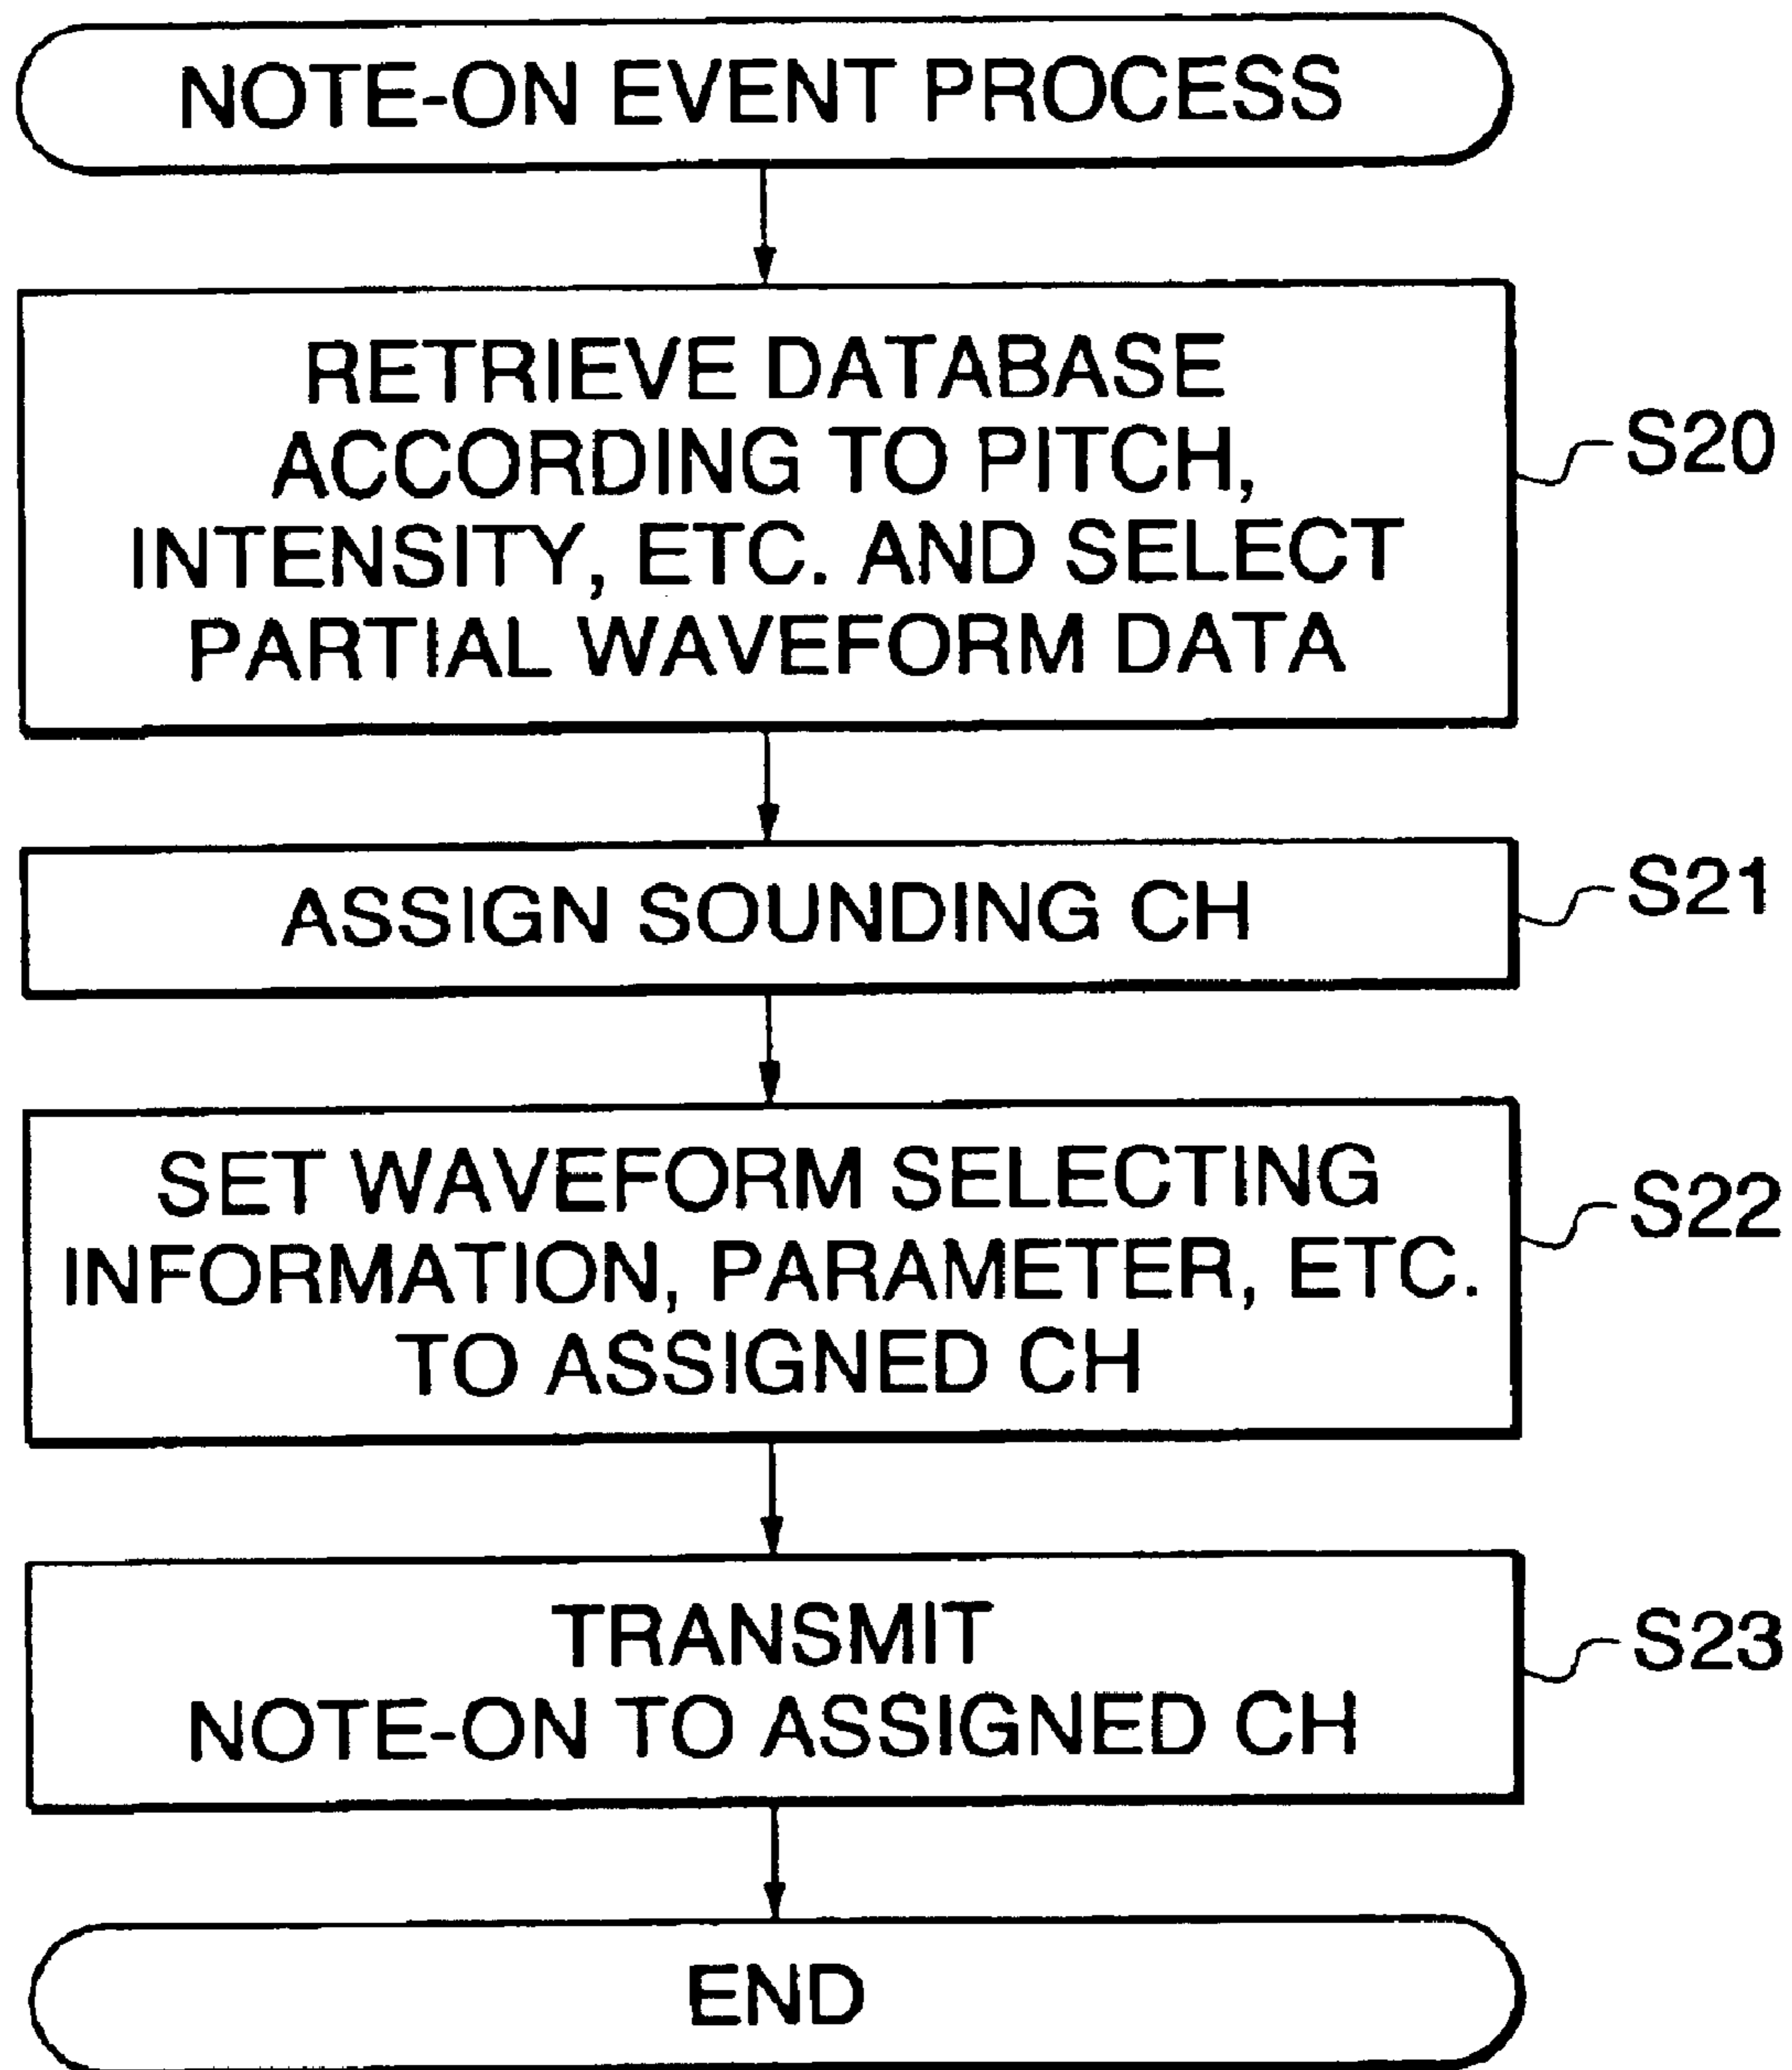 NOTE-ON EVENT PROCESS
RETRIEVE DATABASE
ACCORDING TO PITCH,
INTENSITY, ETC. AND SELECT
PARTIAL WAVEFORM DATA
S20
ASSIGN SOUNDING CH
S21
SET WAVEFORM SELECTING
INFORMATION, PARAMETER, ETC.
TO ASSIGNED CH
S22
TRANSMIT
NOTE-ON TO ASSIGNED CH
S23
END